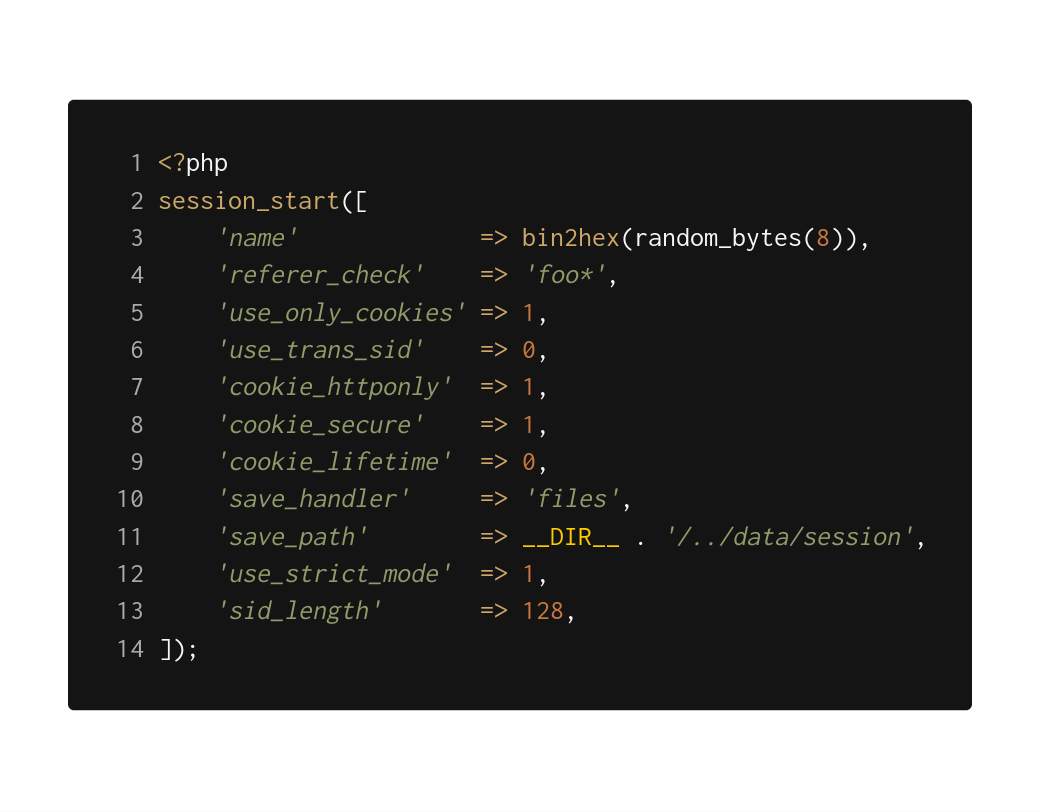 1 <?php
2 session_start([
3     'name'             => bin2hex(random_bytes(8)),
4     'referer_check'    => 'foo*',
5     'use_only_cookies' => 1,
6     'use_trans_sid'    => 0,
7     'cookie_httponly'  => 1,
8     'cookie_secure'    => 1,
9     'cookie_lifetime'  => 0,
10     'save_handler'     => 'files',
11     'save_path'        => __DIR__ . '/../data/session',
12     'use_strict_mode'  => 1,
13     'sid_length'       => 128,
14 ]);